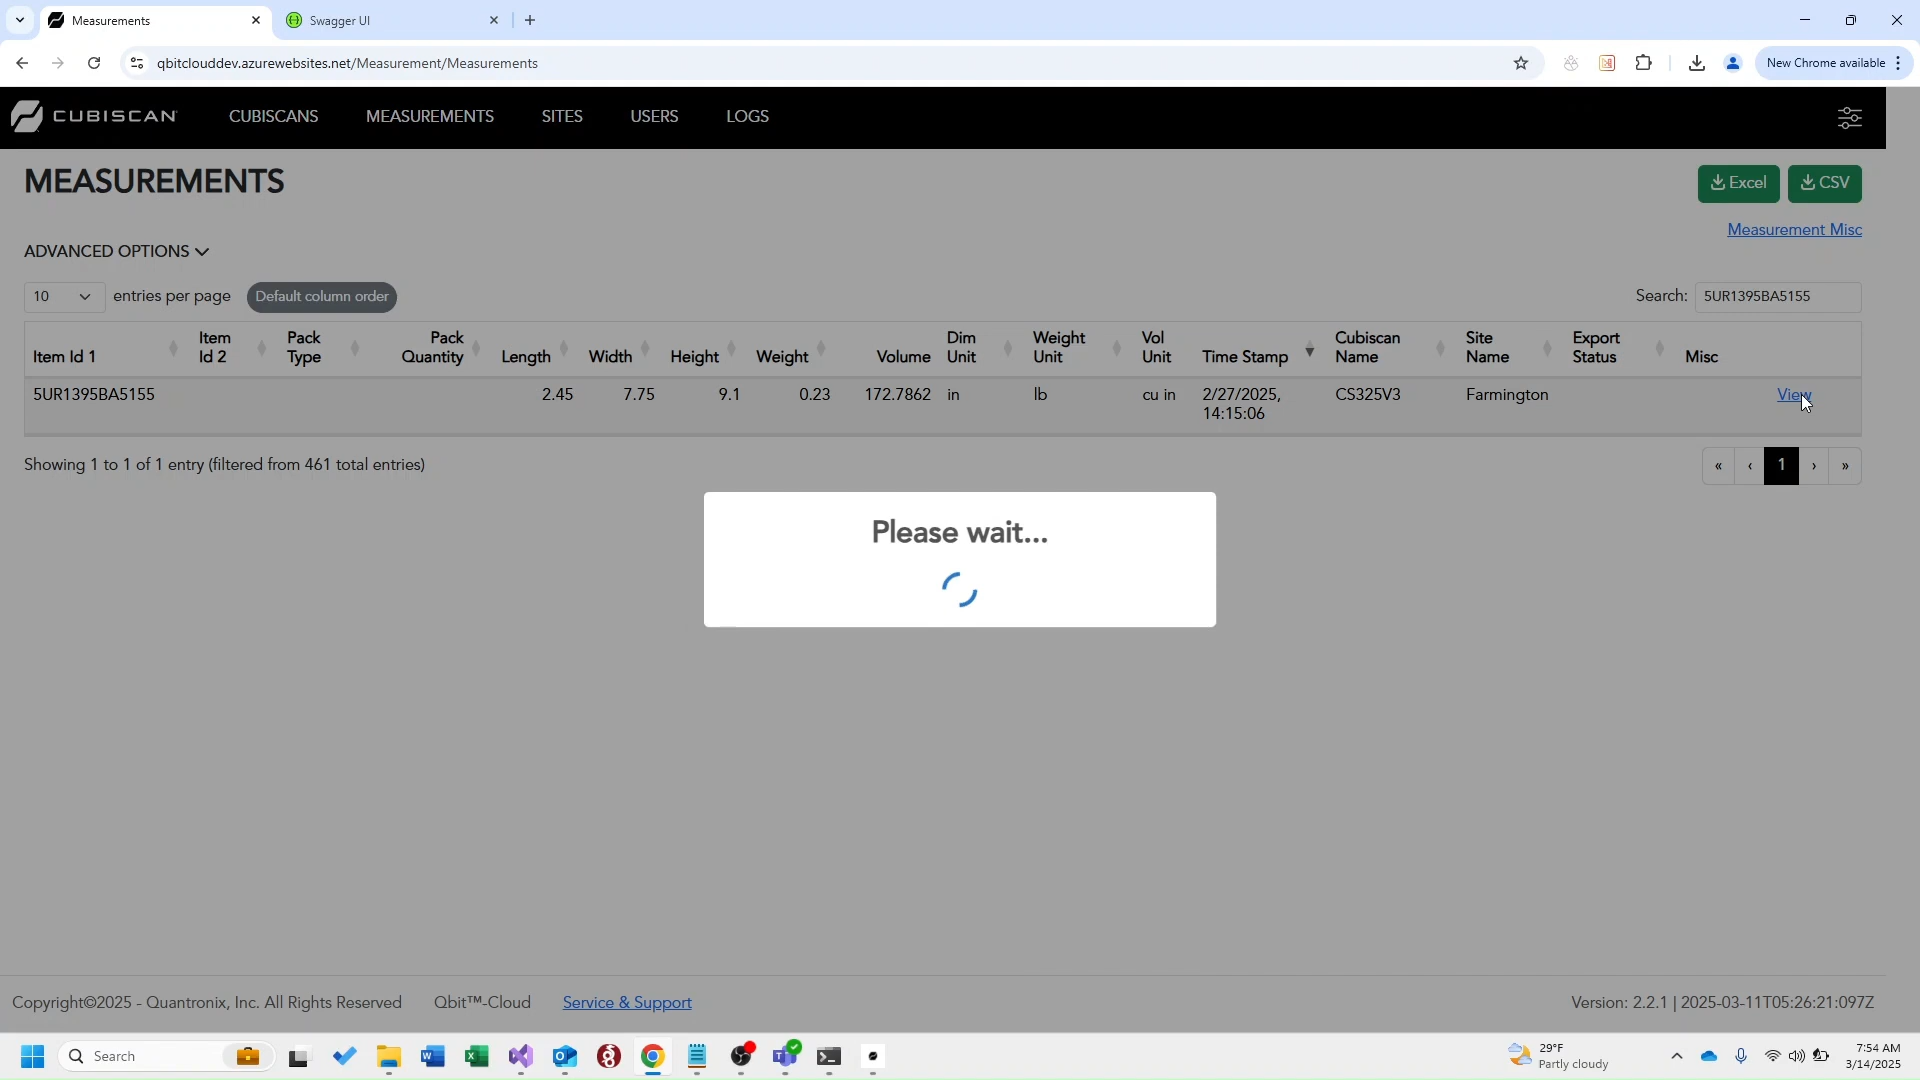 Measurements
Swagger UI
qbitclouddev.azurewebsites.net/Measurement/Measurements
New Chrome available
CUBISCAN
CUBISCANS
MEASUREMENTS
SITES
USERS
LOGS
MEASUREMENTS
Excel
CSV
Measurement Misc
ADVANCED OPTIONS
10
entries per page
Default column order
Search:
5UR1395BA5155
Item Id 1
Item
Id 2
Pack
Type
Pack
Quantity
Length
Width
Height
Weight
Volume
Dim
Unit
Weight
Unit
Vol
Unit
Time Stamp
Cubiscan
Name
Site
Name
Export
Status
Misc
5UR1395BA5155
2.45
7.75
9.1
0.23
172.7862
in
lb
cu in
2/27/2025,
14:15:06
CS325V3
Farmington
View
Showing 1 to 1 of 1 entry (filtered from 461 total entries)
« ‹ 1 › »
Please wait...
Copyright©2025 - Quantronix, Inc. All Rights Reserved
Qbit™-Cloud
Service & Support
Version: 2.2.1 | 2025-03-11T05:26:21:097Z
Search
29°F
Partly cloudy
7:54 AM
3/14/2025